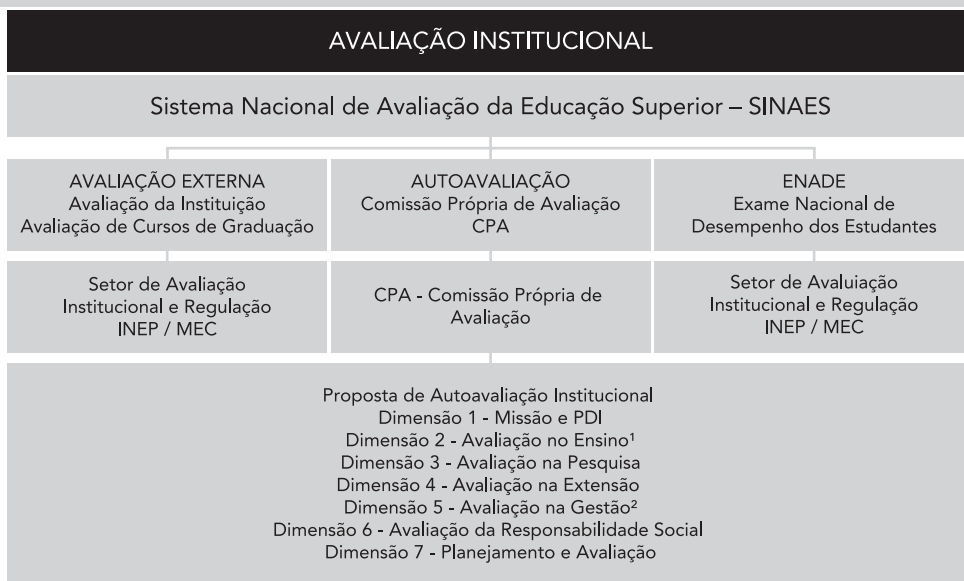 AVALIAÇÃO INSTITUCIONAL
Sistema Nacional de Avaliação da Educação Superior – SINAES
AVALIAÇÃO EXTERNA
Avaliação da Instituição
Avaliação de Cursos de Graduação
AUTOAVALIAÇÃO
Comissão Própria de Avaliação
CPA
ENADE
Exame Nacional de
Desempenho dos Estudantes
Setor de Avaliação
Institucional e Regulação
INEP / MEC
CPA - Comissão Própria de
Avaliação
Setor de Avaluiação
Institucional e Regulação
INEP / MEC
Proposta de Autoavaliação Institucional
Dimensão 1 - Missão e PDI
Dimensão 2 - Avaliação no Ensino¹
Dimensão 3 - Avaliação na Pesquisa
Dimensão 4 - Avaliação na Extensão
Dimensão 5 - Avaliação na Gestão²
Dimensão 6 - Avaliação da Responsabilidade Social
Dimensão 7 - Planejamento e Avaliação